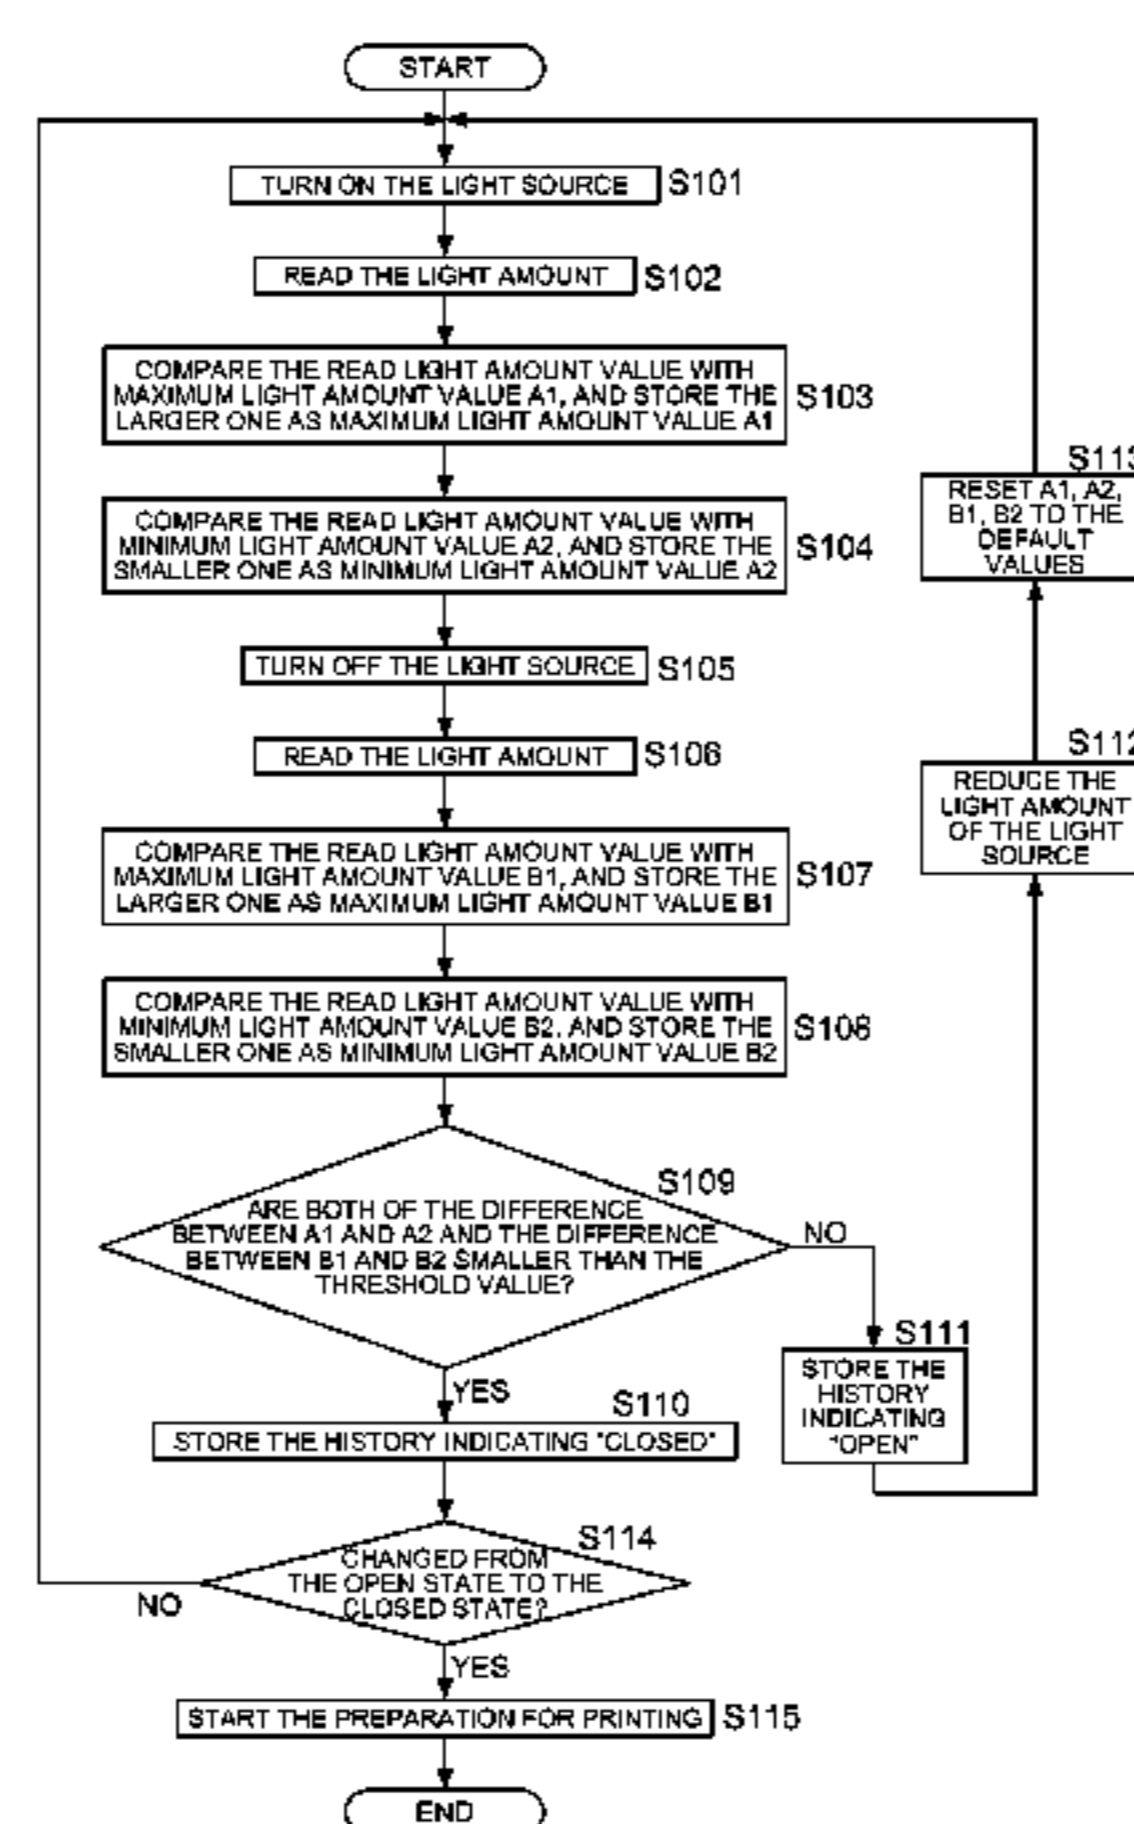 START
TURN ON THE LIGHT SOURCE
S101
READ THE LIGHT AMOUNT
S102
COMPARE THE READ LIGHT AMOUNT VALUE WITH
MAXIMUM LIGHT AMOUNT VALUE A1, AND STORE THE
LARGER ONE AS MAXIMUM LIGHT AMOUNT VALUE A1
S103
COMPARE THE READ LIGHT AMOUNT VALUE WITH
MINIMUM LIGHT AMOUNT VALUE A2, AND STORE THE
SMALLER ONE AS MINIMUM LIGHT AMOUNT VALUE A2
S104
TURN OFF THE LIGHT SOURCE
S105
READ THE LIGHT AMOUNT
S106
COMPARE THE READ LIGHT AMOUNT VALUE WITH
MAXIMUM LIGHT AMOUNT VALUE B1, AND STORE THE
LARGER ONE AS MAXIMUM LIGHT AMOUNT VALUE B1
S107
COMPARE THE READ LIGHT AMOUNT VALUE WITH
MINIMUM LIGHT AMOUNT VALUE B2, AND STORE THE
SMALLER ONE AS MINIMUM LIGHT AMOUNT VALUE B2
S108
S109
ARE BOTH OF THE DIFFERENCE
BETWEEN A1 AND A2 AND THE DIFFERENCE
BETWEEN B1 AND B2 SMALLER THAN THE
THRESHOLD VALUE?
NO
YES
S110
STORE THE HISTORY INDICATING "CLOSED"
S111
STORE THE
HISTORY
INDICATING
"OPEN"
S112
REDUCE THE
LIGHT AMOUNT
OF THE LIGHT
SOURCE
S113
RESET A1, A2,
B1, B2 TO THE
DEFAULT
VALUES
S114
CHANGED FROM
THE OPEN STATE TO THE
CLOSED STATE?
NO
YES
START THE PREPARATION FOR PRINTING
S115
END